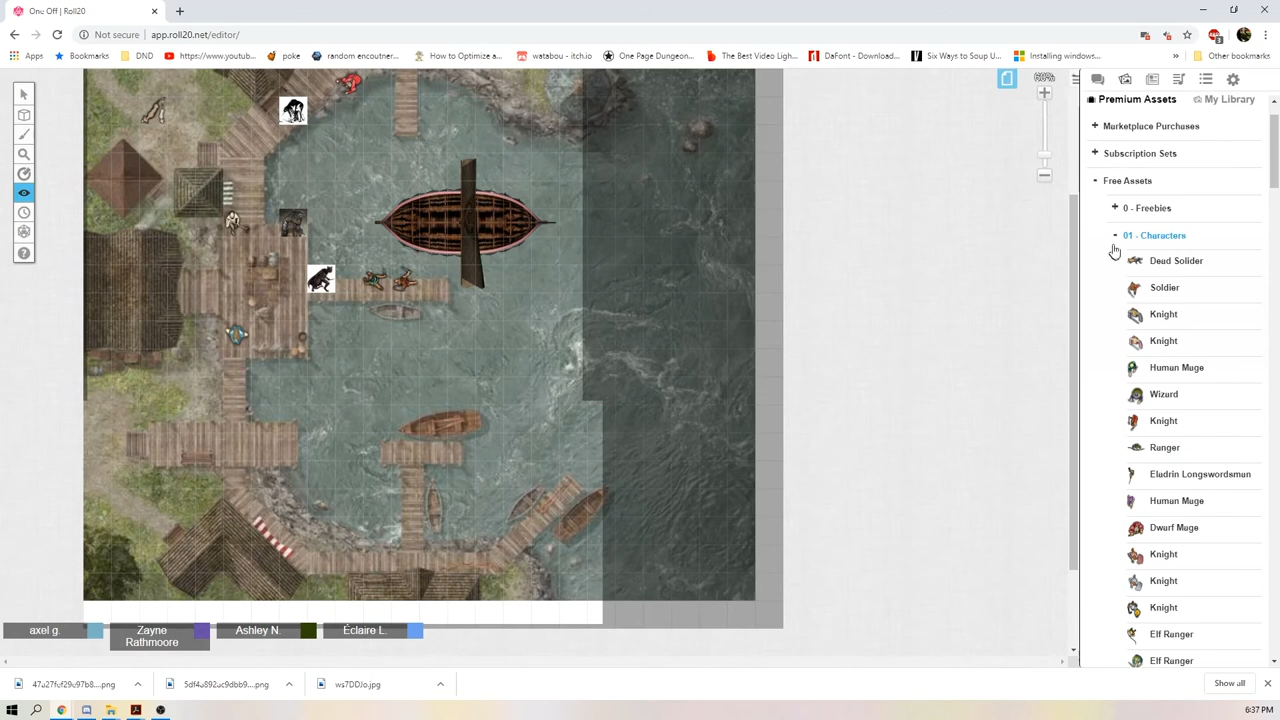 One Off | Roll20
Not secure | app.roll20.net/editor/
Apps
Bookmarks
DND
https://www.youtub...
poke
random encoutner...
How to Optimize a...
watabou - itch.io
One Page Dungeon...
The Best Video Ligh...
DaFont - Download...
Six Ways to Soup U...
Installing windows...
»
Other bookmarks
60%
Premium Assets
My Library
Marketplace Purchases
Subscription Sets
Free Assets
0 - Freebies
01 - Characters
Dead Solider
Soldier
Knight
Knight
Human Mage
Wizard
Knight
Ranger
Eladrin Longswordsman
Human Mage
Dwarf Mage
Knight
Knight
Knight
Elf Ranger
Elf Ranger
axel g.
Zayne
Rathmoore
Ashley N.
Éclaire L.
47a27fcf29c97b8....png
5df4a892ac9dbb9....png
ws7DDJo.jpg
Show all
6:37 PM